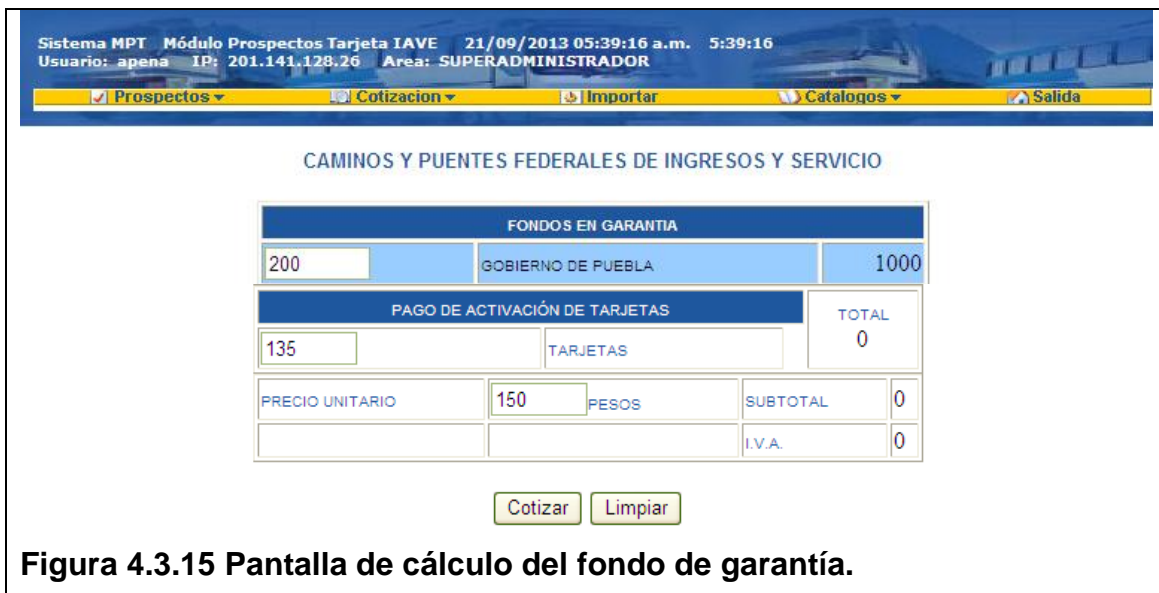 Sistema MPT Módulo Prospectos Tarjeta IAVE 21/09/2013 05:39:16 a.m. 5:39:16
Usuario: apena IP: 201.141.128.26 Area: SUPERADMINISTRADOR
Prospectos Cotizacion Importar Catalogos Salida
CAMINOS Y PUENTES FEDERALES DE INGRESOS Y SERVICIO
FONDOS EN GARANTIA
200 GOBIERNO DE PUEBLA 1000
PAGO DE ACTIVACIÓN DE TARJETAS TOTAL
135 TARJETAS 0
PRECIO UNITARIO 150 PESOS SUBTOTAL 0
I.V.A. 0
Cotizar Limpiar
Figura 4.3.15 Pantalla de cálculo del fondo de garantía.